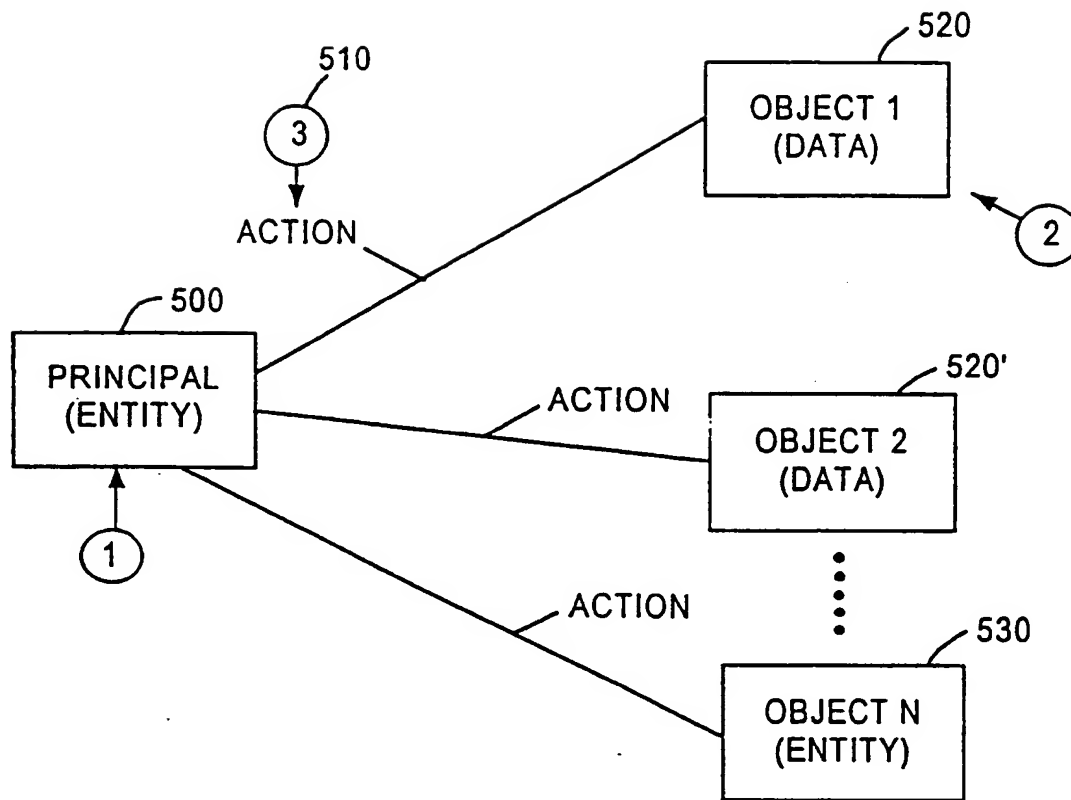 520
510
OBJECT 1
(DATA)
3
ACTION
2
500
PRINCIPAL
(ENTITY)
520'
ACTION
OBJECT 2
(DATA)
1
ACTION
530
OBJECT N
(ENTITY)